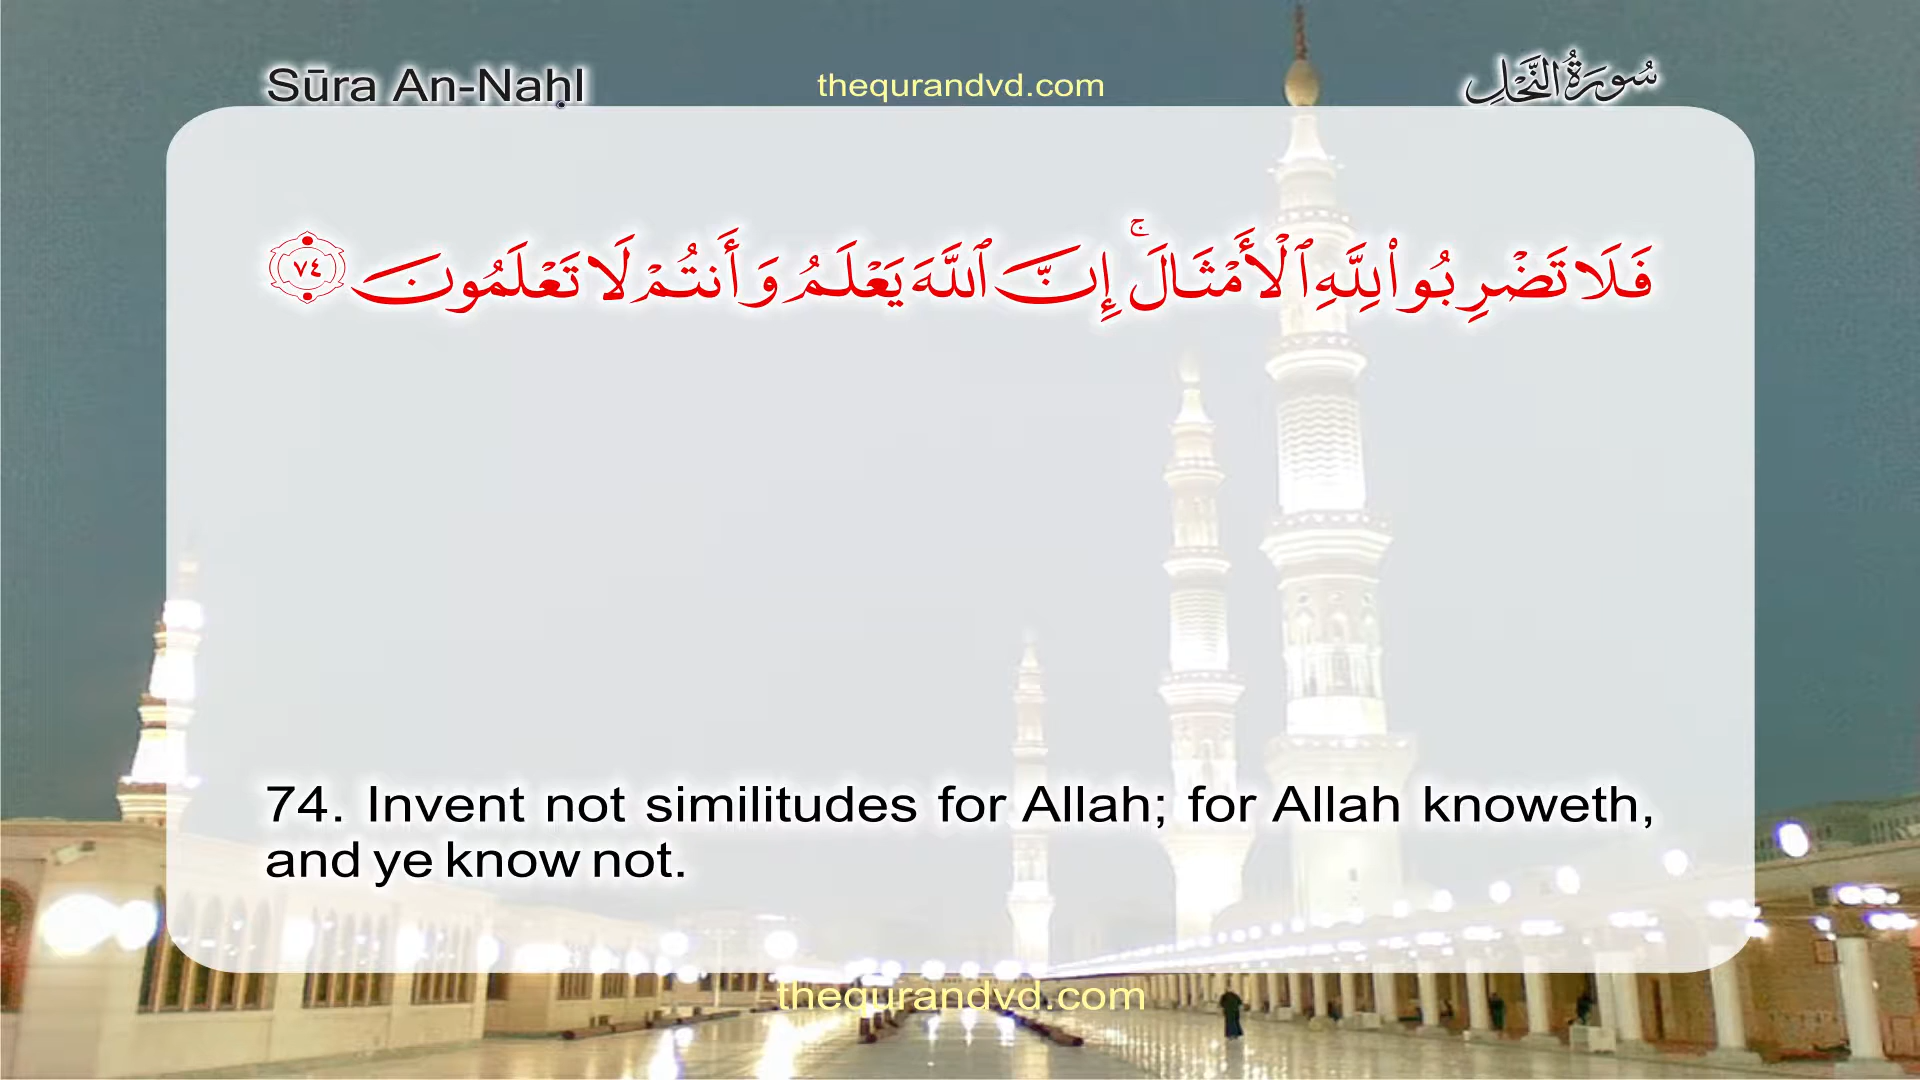 Sūra An-Naḥl
thequrandvd.com
سُورَةُ النَّحْلِ
فَلَا تَضْرِبُوا۟ لِلَّهِ ٱلْأَمْثَالَ ۚ إِنَّ ٱللَّهَ يَعْلَمُ وَأَنتُمْ لَا تَعْلَمُونَ ٧٤
74. Invent not similitudes for Allah; for Allah knoweth,
and ye know not.
thequrandvd.com